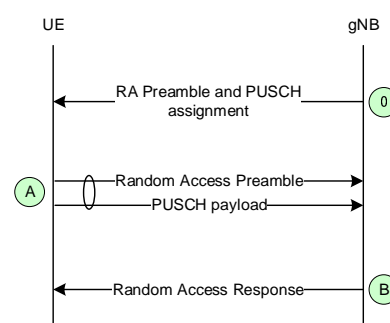 UE
gNB
RA Preamble and PUSCH
assignment
0
A
Random Access Preamble
PUSCH payload
Random Access Response
B